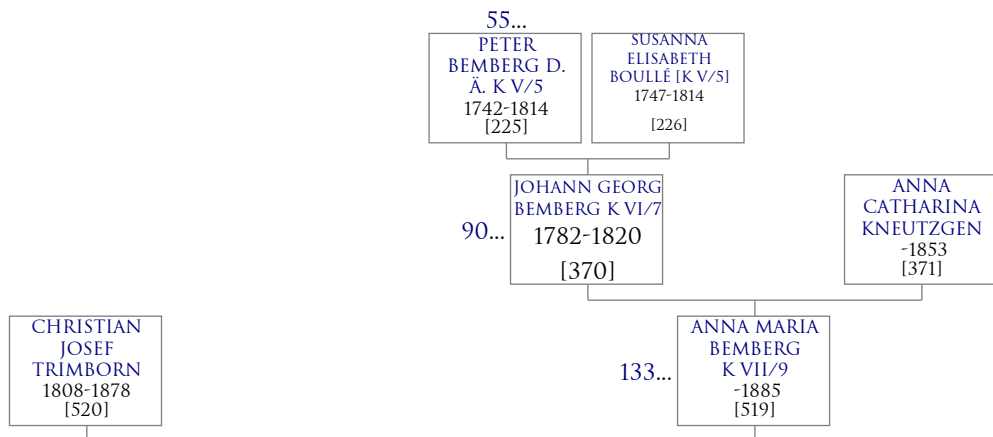 55...
PETER
BEMBERG D.
Ä. K V/5
1742-1814
[225]
SUSANNA
ELISABETH
BOULLÉ [K V/5]
1747-1814
[226]
90...
JOHANN GEORG
BEMBERG K VI/7
1782-1820
[370]
ANNA
CATHARINA
KNEUTZGEN
-1853
[371]
CHRISTIAN
JOSEF
TRIMBORN
1808-1878
[520]
133...
ANNA MARIA
BEMBERG
K VII/9
-1885
[519]